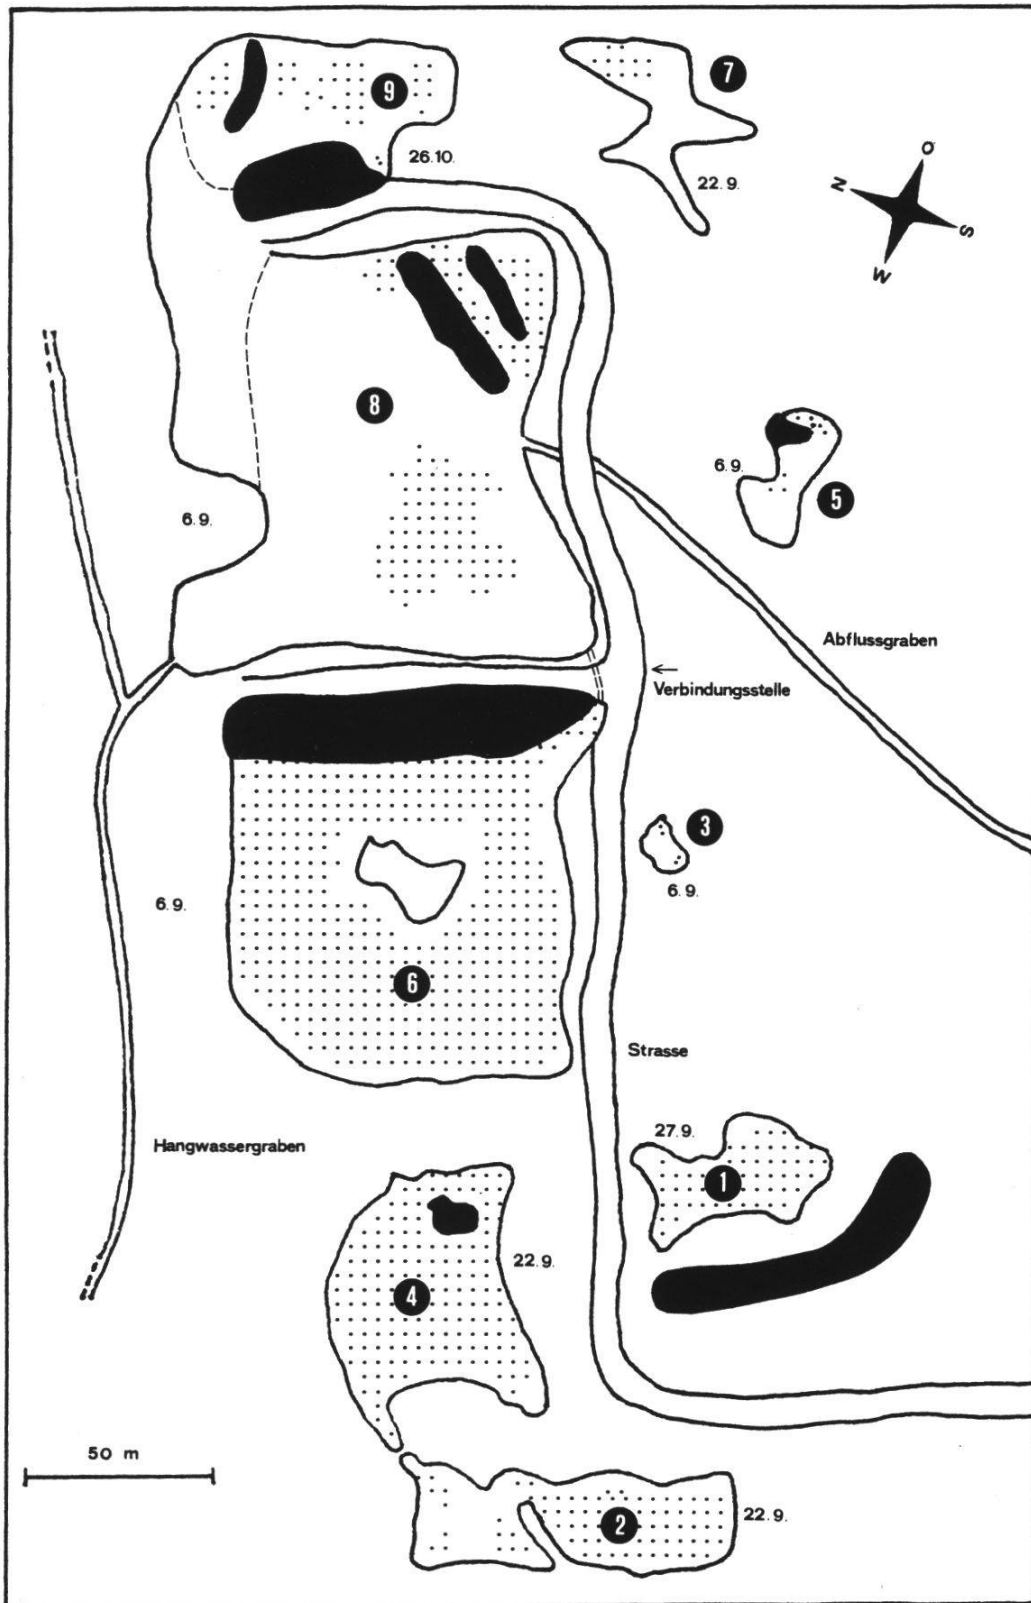 9
7
26.10.
22.9.
O
N
S
W
8
6.9.
5
6.9.
Abflussgraben
Verbindungsstelle
3
6.9.
6.9.
6
Strasse
Hangwassergraben
27.9.
1
22.9.
4
50 m
2
22.9.